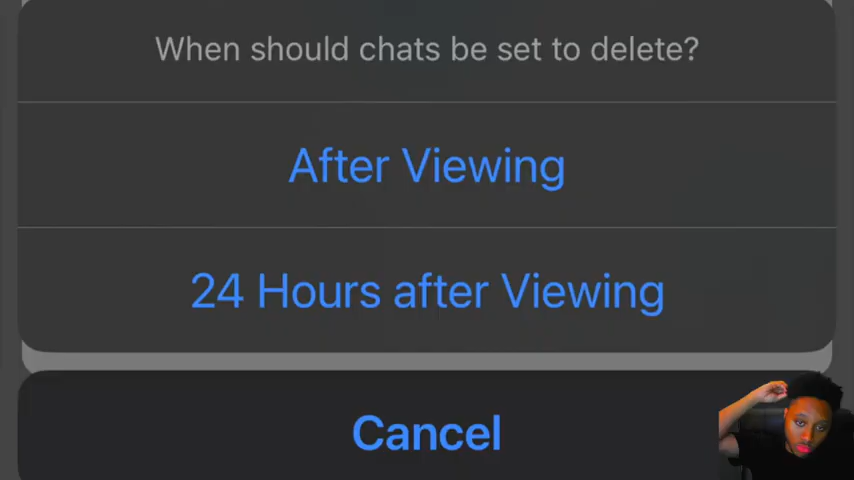 When should chats be set to delete?
After Viewing
24 Hours after Viewing
Cancel